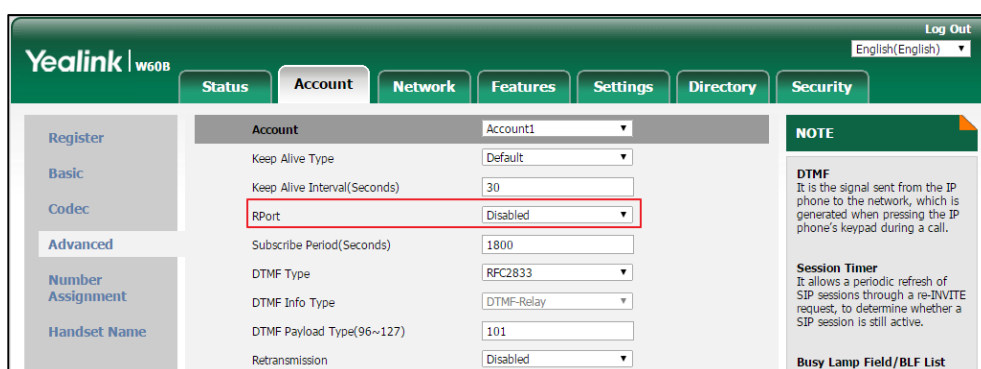 Log Out
English(English)
Yealink | W60B
Status Account Network Features Settings Directory Security
Register
Basic
Codec
Advanced
Number
Assignment
Handset Name
Account Account1
Keep Alive Type Default
Keep Alive Interval(Seconds) 30
RPort Disabled
Subscribe Period(Seconds) 1800
DTMF Type RFC2833
DTMF Info Type DTMF-Relay
DTMF Payload Type(96~127) 101
Retransmission Disabled
NOTE
DTMF
It is the signal sent from the IP
phone to the network, which is
generated when pressing the IP
phone's keypad during a call.
Session Timer
It allows a periodic refresh of
SIP sessions through a re-INVITE
request, to determine whether a
SIP session is still active.
Busy Lamp Field/BLF List